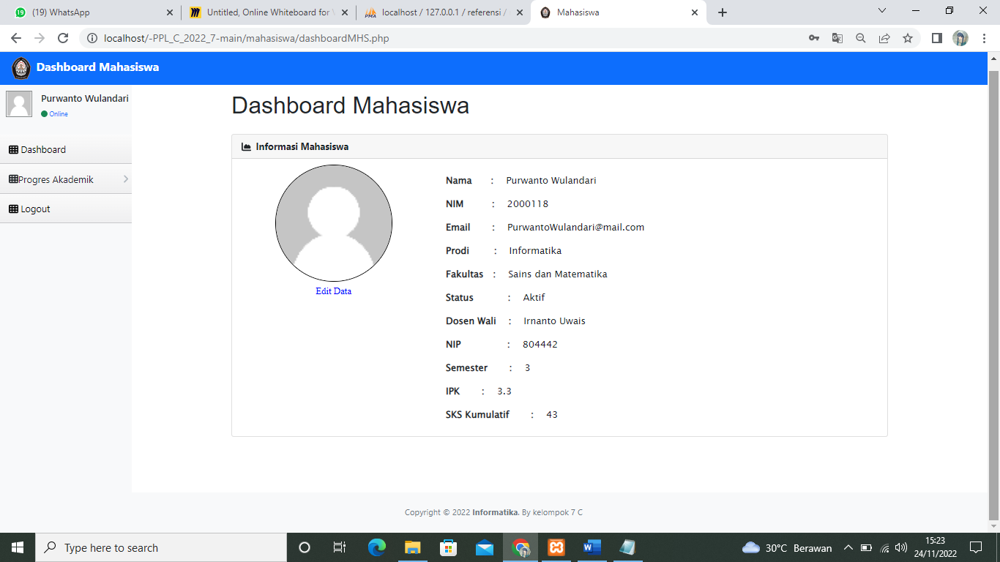 (19) WhatsApp
Untitled, Online Whiteboard for
localhost / 127.0.0.1 / referensi /
Mahasiswa
localhost/-PPL_C_2022_7-main/mahasiswa/dashboardMHS.php
Dashboard Mahasiswa
Purwanto Wulandari
Online
Dashboard
Progres Akademik
Logout
Dashboard Mahasiswa
Informasi Mahasiswa
Edit Data
Nama : Purwanto Wulandari
NIM : 2000118
Email : PurwantoWulandari@mail.com
Prodi : Informatika
Fakultas : Sains dan Matematika
Status : Aktif
Dosen Wali : Irnanto Uwais
NIP : 804442
Semester : 3
IPK : 3.3
SKS Kumulatif : 43
Copyright © 2022 Informatika. By kelompok 7 C
Type here to search
30°C Berawan
15:23
24/11/2022